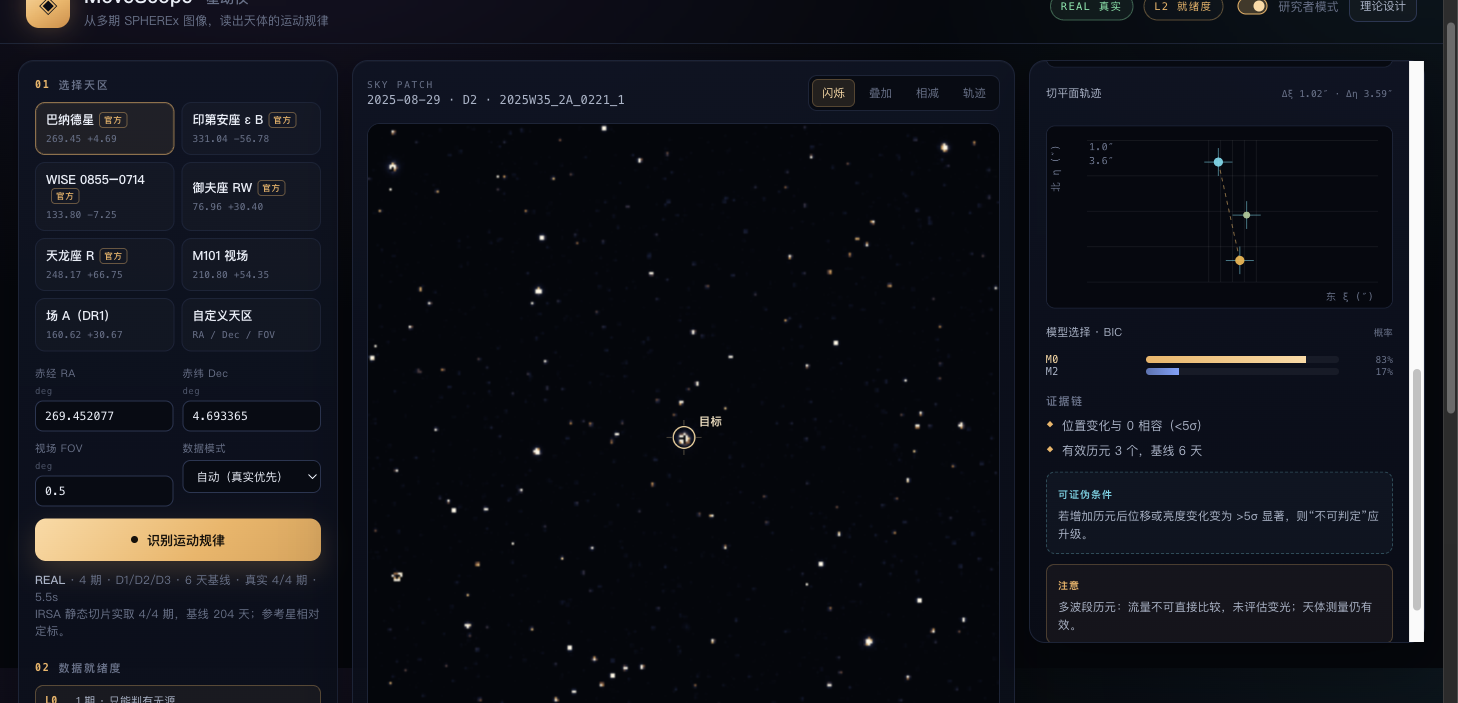 从多期 SPHEREx 图像，读出天体的运动规律
REAL 真实
L2 就绪度
研究者模式
理论设计
01 选择天区
巴纳德星 官方
269.45 +4.69
印第安座 ε B 官方
331.04 −56.78
WISE 0855−0714
官方
133.80 −7.25
御夫座 RW 官方
76.96 +30.40
天龙座 R 官方
248.17 +66.75
M101 视场
210.80 +54.35
场 A（DR1）
160.62 +30.67
自定义天区
RA / Dec / FOV
赤经 RA
deg
269.452077
赤纬 Dec
deg
4.693365
视场 FOV
deg
0.5
数据模式
自动（真实优先）
识别运动规律
REAL · 4 期 · D1/D2/D3 · 6 天基线 · 真实 4/4 期 ·
5.5s
IRSA 静态切片实取 4/4 期，基线 204 天；参考星相对
定标。
02 数据就绪度
SKY PATCH
2025-08-29 · D2 · 2025W35_2A_0221_1
闪烁
叠加
相减
轨迹
目标
切平面轨迹
Δξ 1.02″ · Δη 3.59″
1.0″
3.6″
北 η (″)
东 ξ (″)
模型选择 · BIC
概率
M0
83%
M2
17%
证据链
位置变化与 0 相容（<5σ）
有效历元 3 个，基线 6 天
可证伪条件
若增加历元后位移或亮度变化变为 >5σ 显著，则“不可判定”应
升级。
注意
多波段历元：流量不可直接比较，未评估变光；天体测量仍有
效。